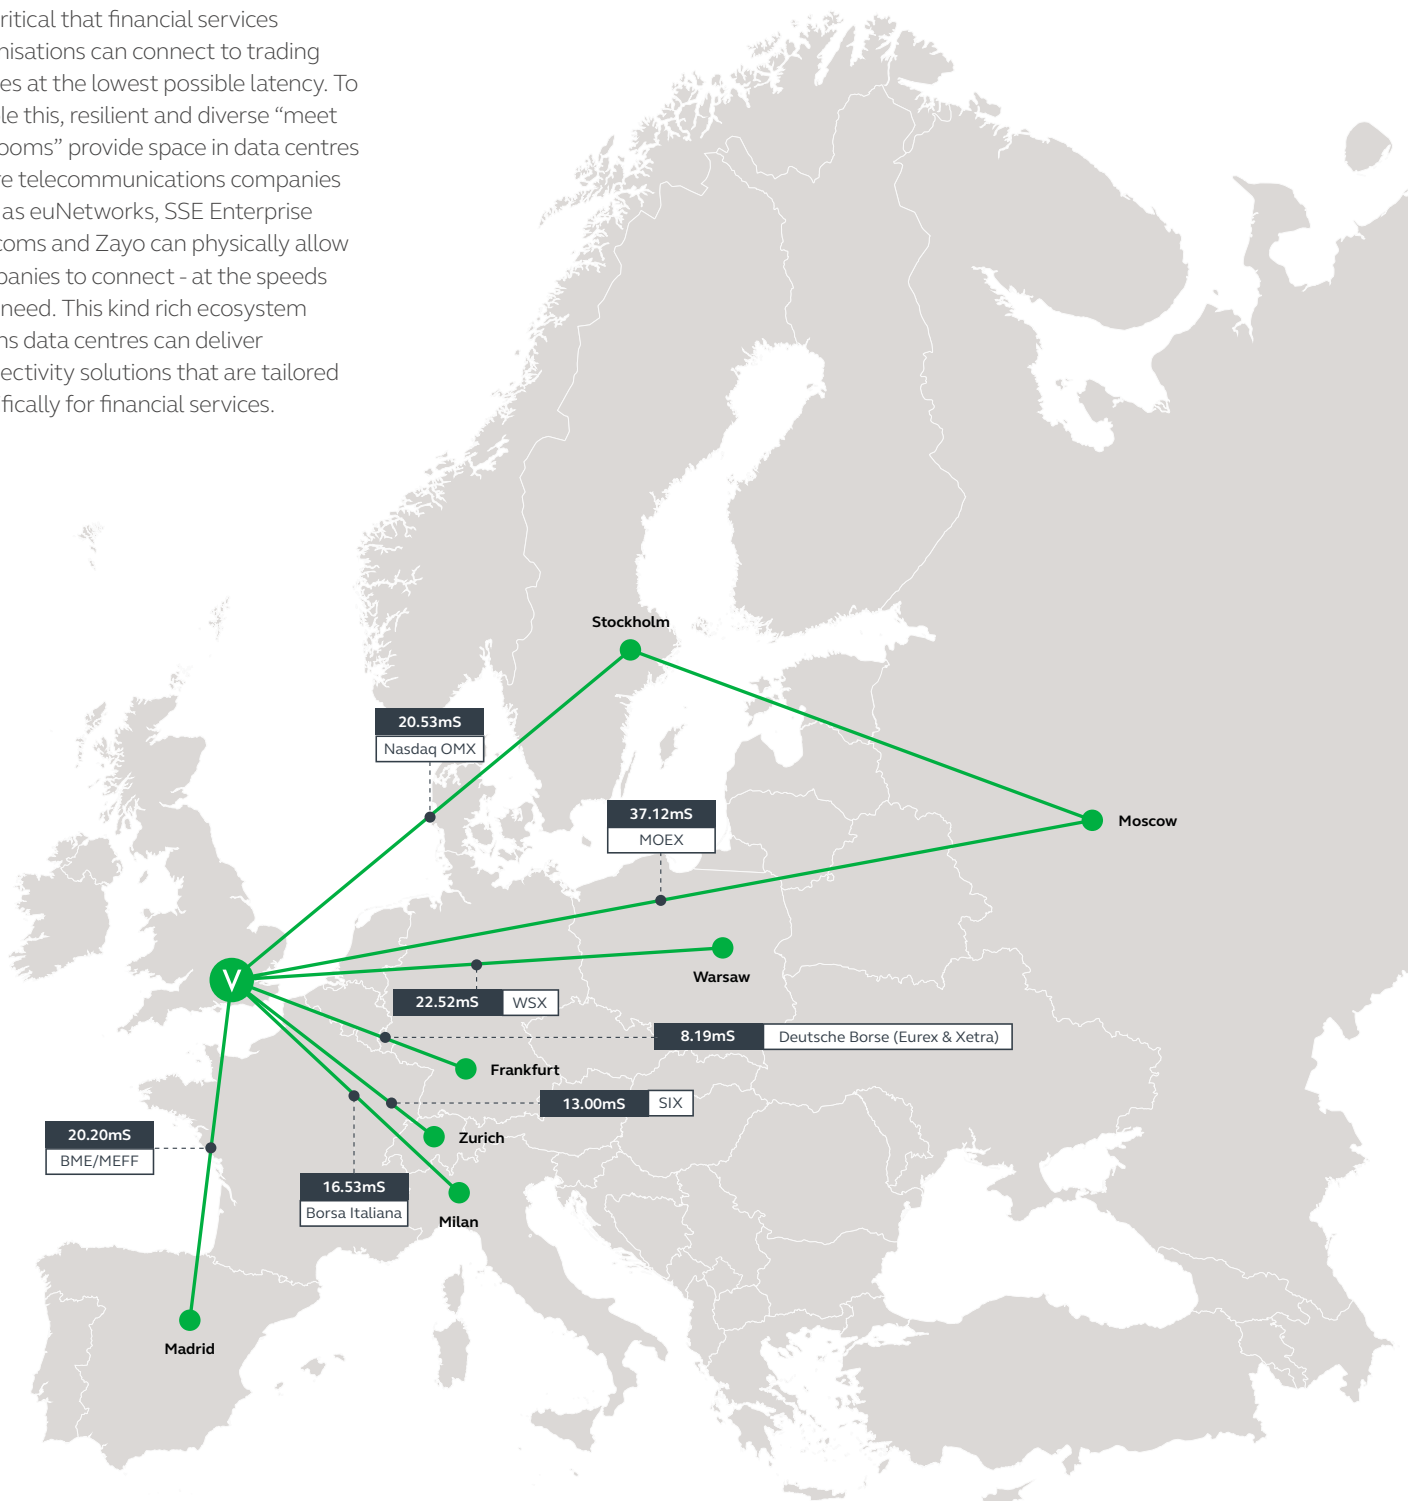 ritical that financial services
nisations can connect to trading
es at the lowest possible latency. To
le this, resilient and diverse “meet
ooms” provide space in data centres
re telecommunications companies
as euNetworks, SSE Enterprise
coms and Zayo can physically allow
panies to connect - at the speeds
need. This kind rich ecosystem
ns data centres can deliver
ectivity solutions that are tailored
fically for financial services.
Stockholm
20.53mS
Nasdaq OMX
37.12mS
MOEX
Moscow
V
Warsaw
22.52mS WSX
8.19mS Deutsche Borse (Eurex & Xetra)
Frankfurt
13.00mS SIX
20.20mS
BME/MEFF
Zurich
16.53mS
Borsa Italiana
Milan
Madrid